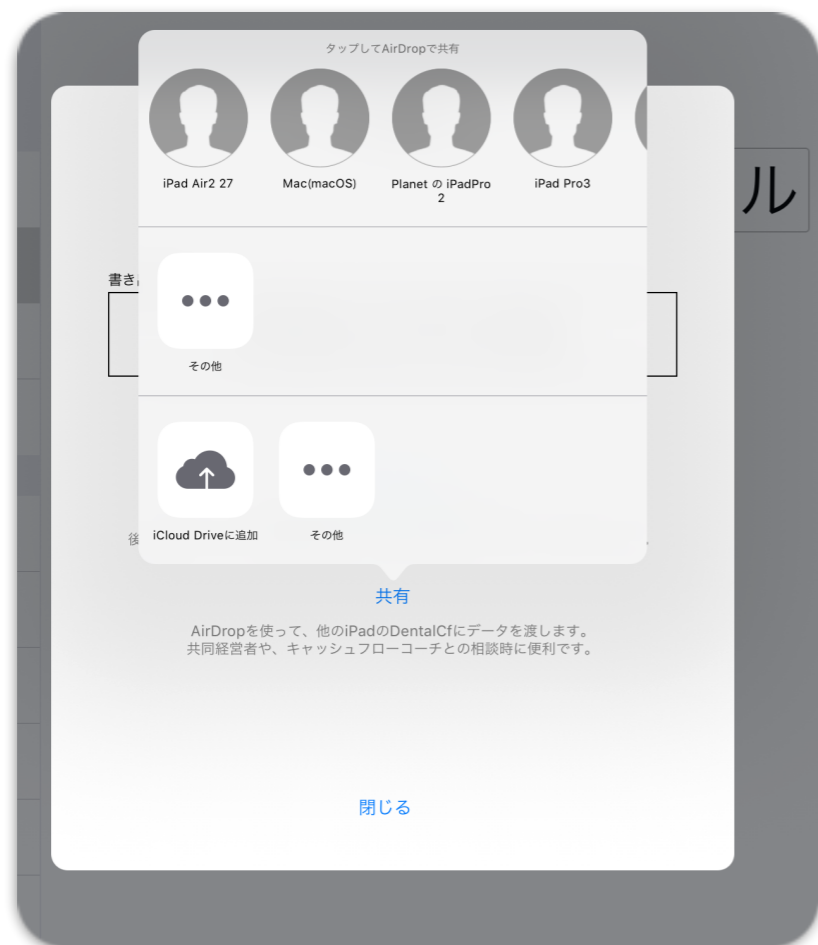 タップしてAirDropで共有
iPad Air2 27
Mac(macOS)
Planet の iPadPro
2
iPad Pro3
ル
書き
その他
iCloud Driveに追加
その他
後
共有
AirDropを使って、他のiPadのDentalCfにデータを渡します。
共同経営者や、キャッシュフローコーチとの相談時に便利です。
閉じる